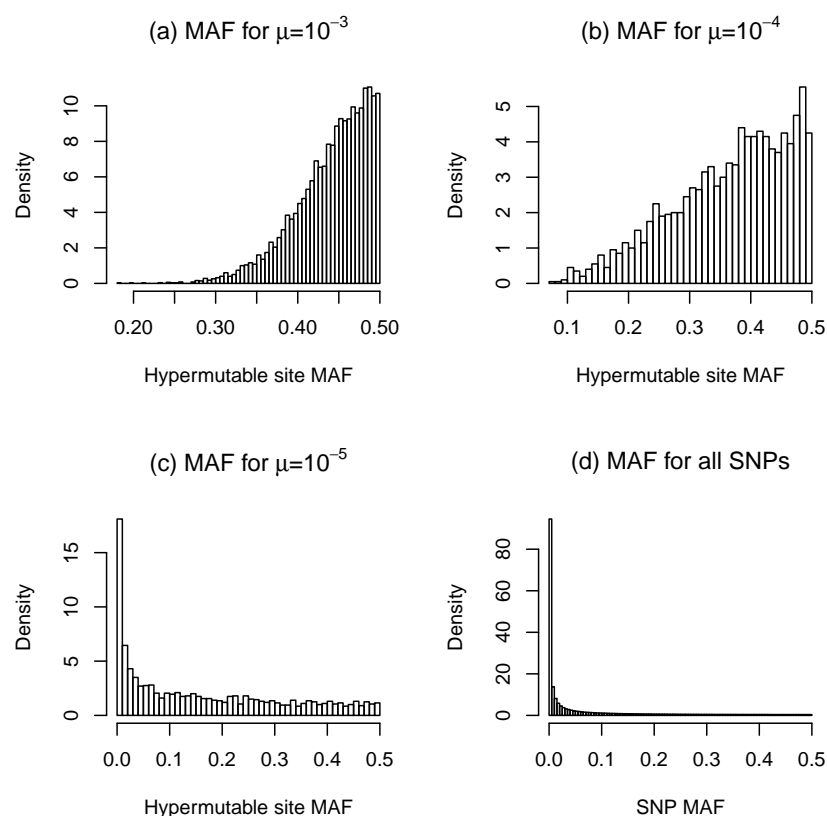 (a) MAF for μ=10⁻³
Density
0 2 4 6 8 10
0.20 0.30 0.40 0.50
Hypermutable site MAF
(b) MAF for μ=10⁻⁴
Density
0 1 2 3 4 5
0.1 0.2 0.3 0.4 0.5
Hypermutable site MAF
(c) MAF for μ=10⁻⁵
Density
0 5 10 15
0.0 0.1 0.2 0.3 0.4 0.5
Hypermutable site MAF
(d) MAF for all SNPs
Density
0 20 40 60 80
0.0 0.1 0.2 0.3 0.4 0.5
SNP MAF